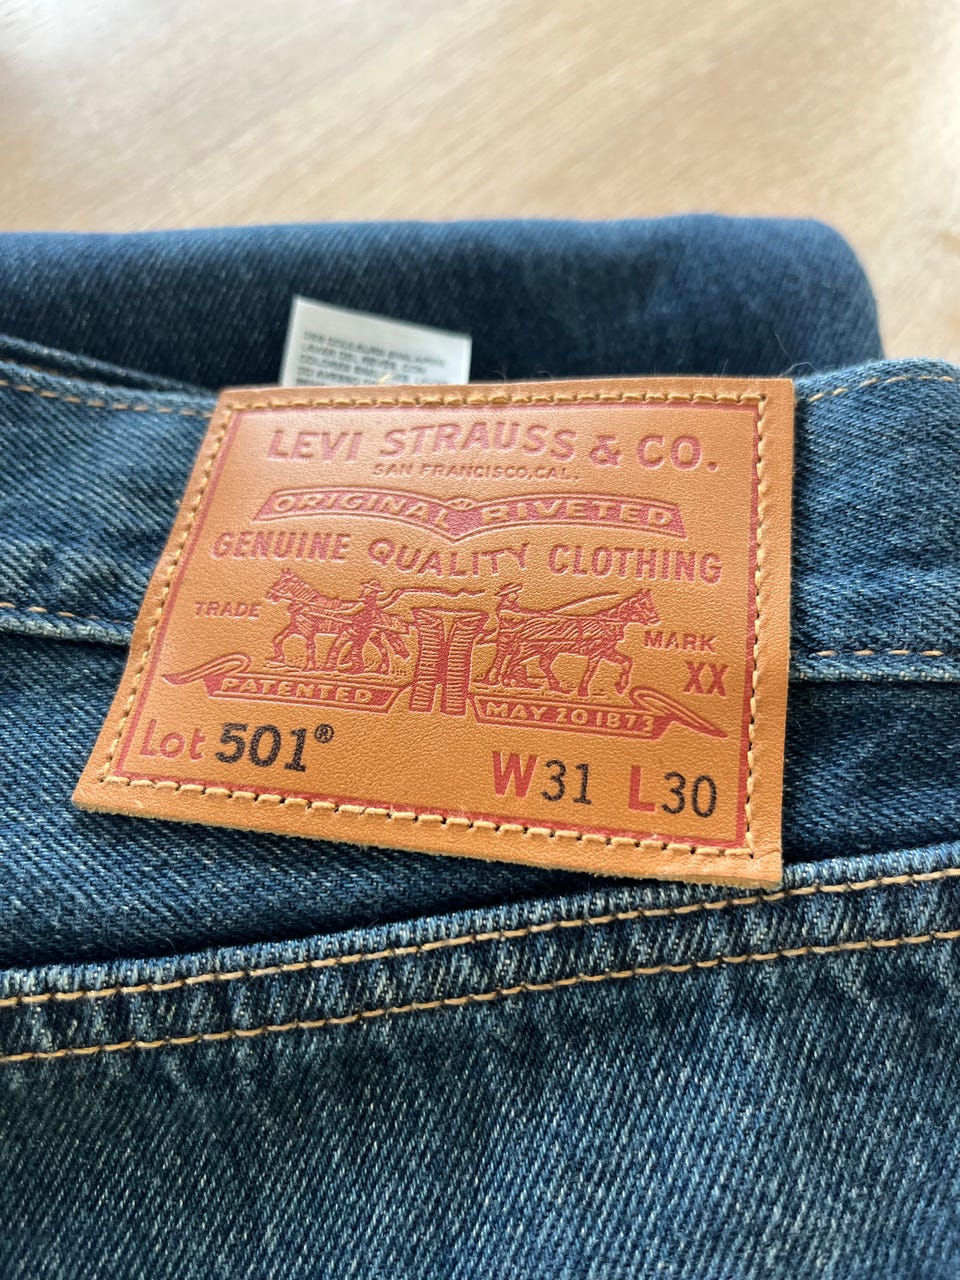 LEVI STRAUSS & CO.
SAN FRANCISCO, CAL.
ORIGINAL RIVETED
GENUINE QUALITY CLOTHING
TRADE MARK
XX
PATENTED MAY 20 1873
Lot 501®
W31 L30